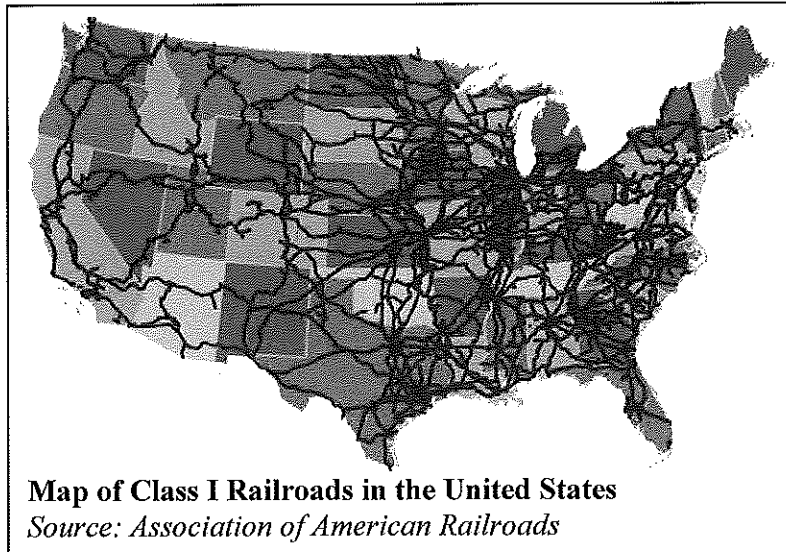 Map of Class I Railroads in the United States
Source: Association of American Railroads